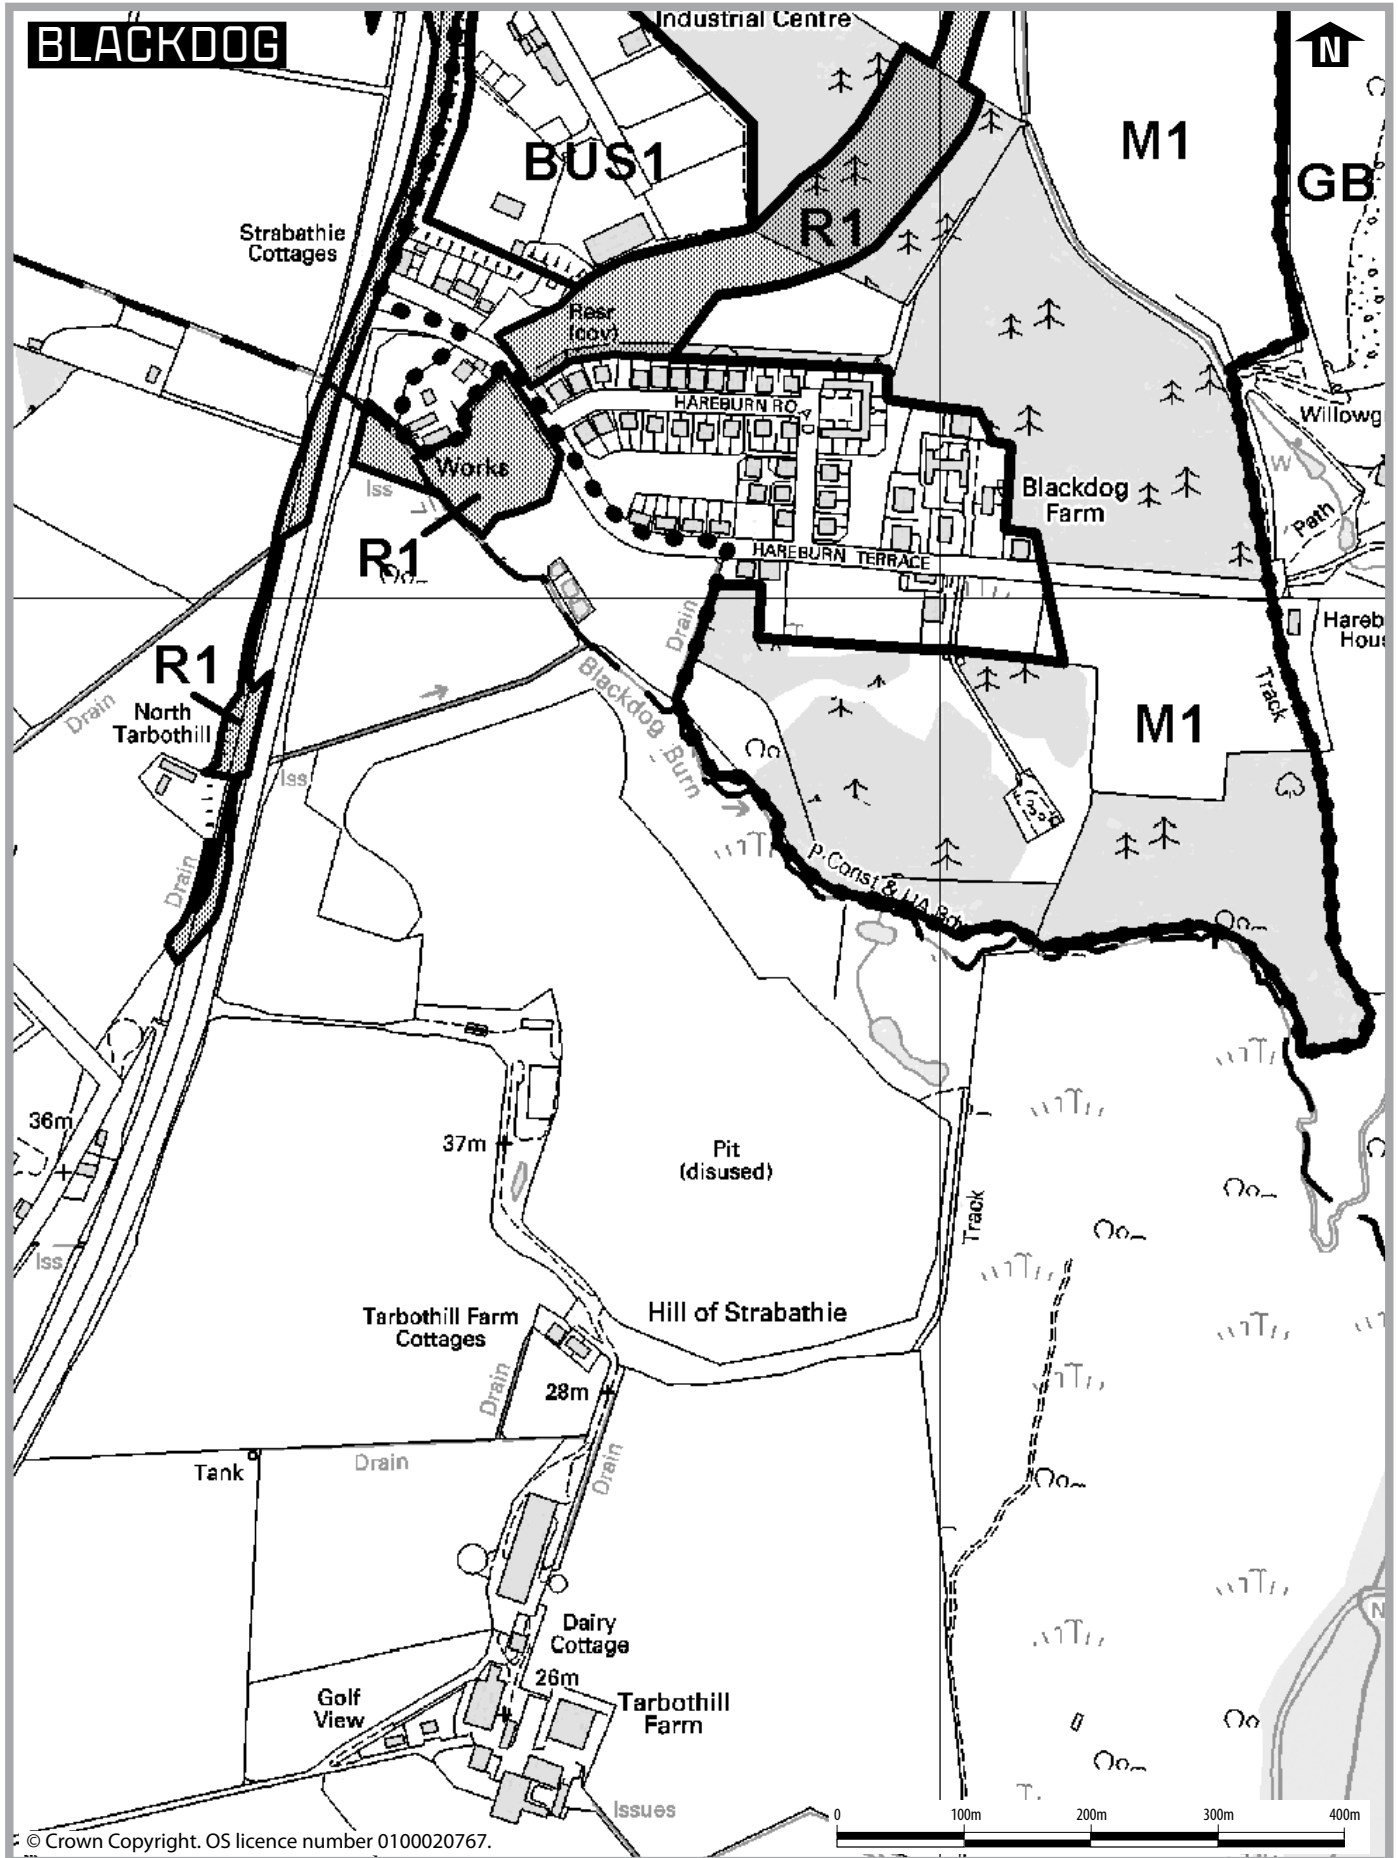 BLACKDOG
Industrial Centre
N
M1
GB
BUS1
R1
Strabathie
Cottages
Resr
(cov)
Willowg
W
HAREBURN ROAD
Works
Iss
Blackdog
Farm
Path
R1
HAREBURN TERRACE
Drain
Hareb
Hous
R1
Drain
North
Tarbothill
Blackdog Burn
Track
M1
Iss
Drain
p Const & UA Bdy
36m
37m
Pit
(disused)
Track
Iss
Tarbothill Farm
Cottages
Hill of Strabathie
28m
Drain
Drain
Tank
Drain
N
Dairy
Cottage
26m
Golf
View
Tarbothill
Farm
Issues
0 100m 200m 300m 400m
© Crown Copyright. OS licence number 0100020767.